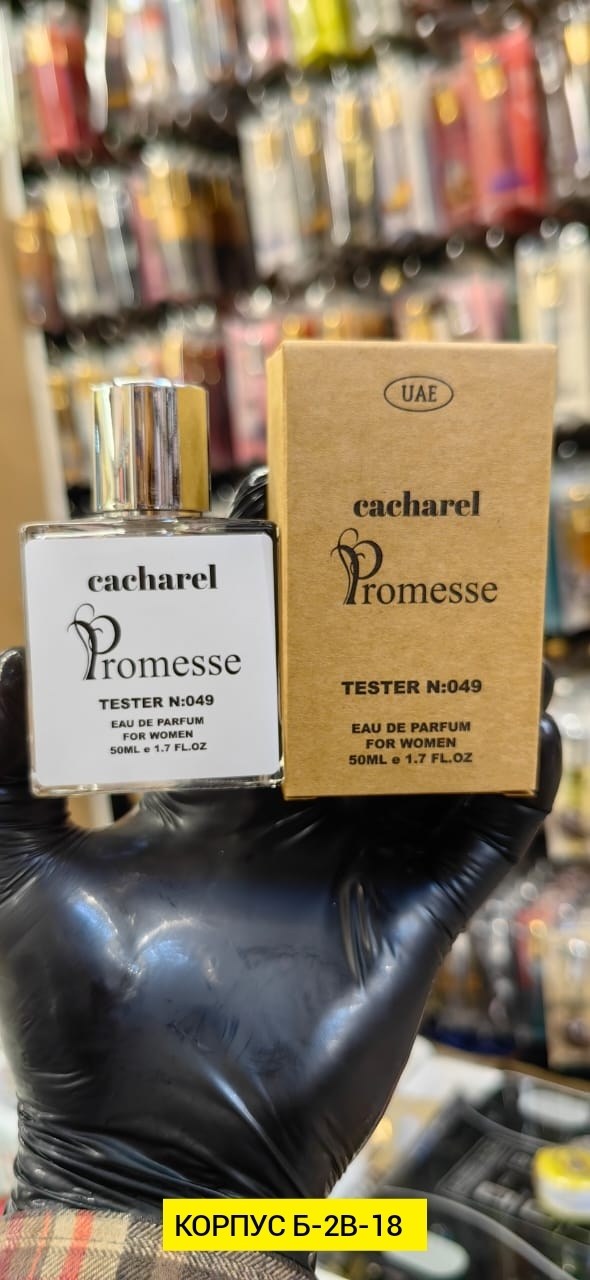 UAE
cacharel
Promesse
TESTER N:049
EAU DE PARFUM
FOR WOMEN
50ML e 1.7 FL.OZ
cacharel
Promesse
TESTER N:049
EAU DE PARFUM
FOR WOMEN
50ML e 1.7 FL.OZ
КОРПУС Б-2В-18